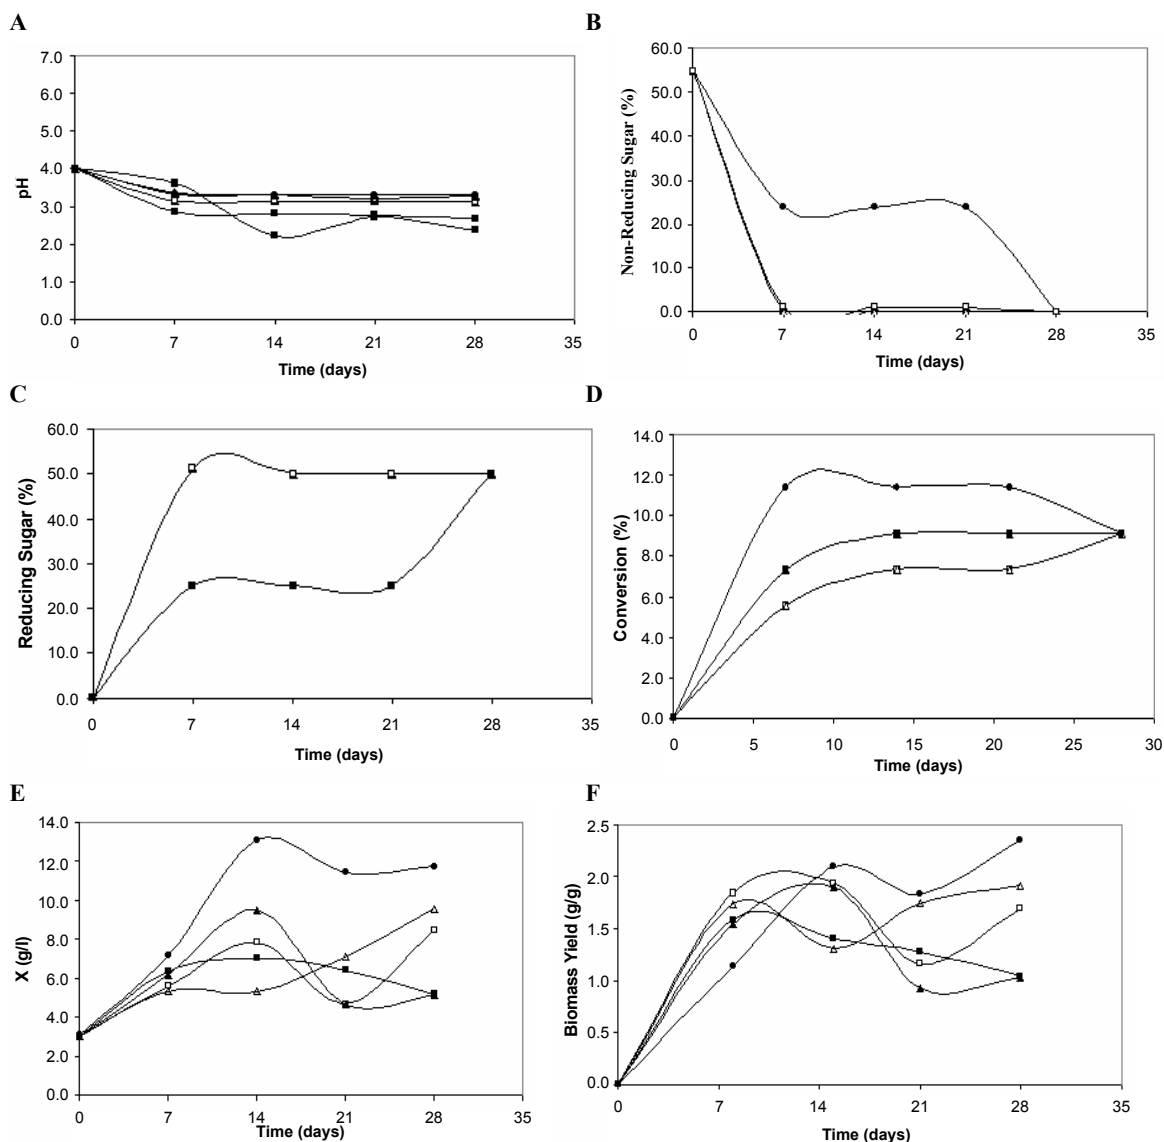 A
B
7.0
6.0
5.0
4.0
3.0
2.0
1.0
0.0
pH
0 7 14 21 28 35
Time (days)
60.0
50.0
40.0
30.0
20.0
10.0
0.0
Non-Reducing Sugar (%)
0 7 14 21 28 35
Time (days)
C
D
60.0
50.0
40.0
30.0
20.0
10.0
0.0
Reducing Sugar (%)
0 7 14 21 28 35
Time (days)
14.0
12.0
10.0
8.0
6.0
4.0
2.0
0.0
Conversion (%)
0 5 10 15 20 25 30
Time (days)
E
F
14.0
12.0
10.0
8.0
6.0
4.0
2.0
0.0
X (g/l)
0 7 14 21 28 35
Time (days)
2.5
2.0
1.5
1.0
0.5
0.0
Biomass Yield (g/g)
0 7 14 21 28 35
Time (days)